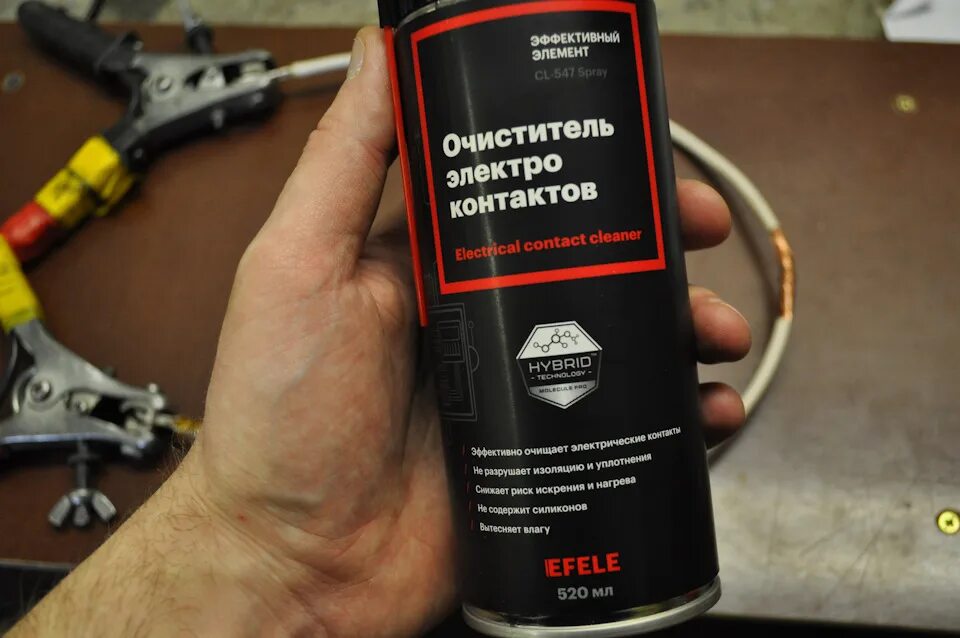 ЭФФЕКТИВНЫЙ
ЭЛЕМЕНТ
CL-547 Spray
Очиститель
электро
контактов
Electrical contact cleaner
HYBRID™
- TECHNOLOGY -
MOLECULE PRO
Эффективно очищает электрические контакты
Не разрушает изоляцию и уплотнения
Снижает риск искрения и нагрева
Не содержит силиконов
Вытесняет влагу
EFELE
520 мл